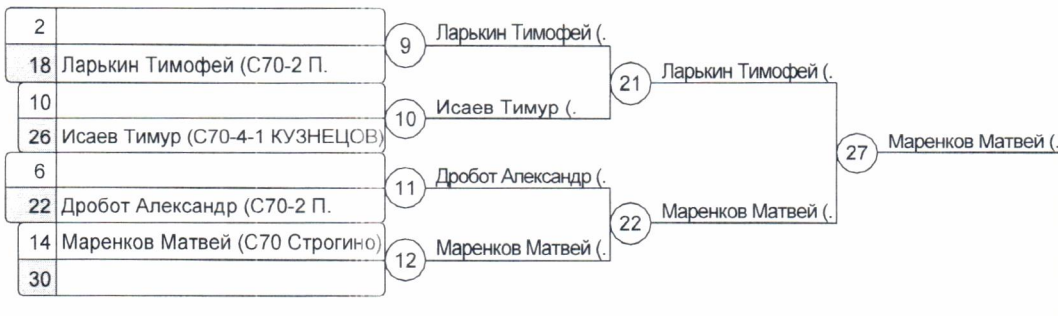 2
18 Ларькин Тимофей (С70-2 П.
10
26 Исаев Тимур (С70-4-1 КУЗНЕЦОВ)
6
22 Дробот Александр (С70-2 П.
14 Маренков Матвей (С70 Строгино)
30
9
Ларькин Тимофей (.
10
Исаев Тимур (.
11
Дробот Александр (.
12
Маренков Матвей (.
21
Ларькин Тимофей (.
22
Маренков Матвей (.
27
Маренков Матвей (.